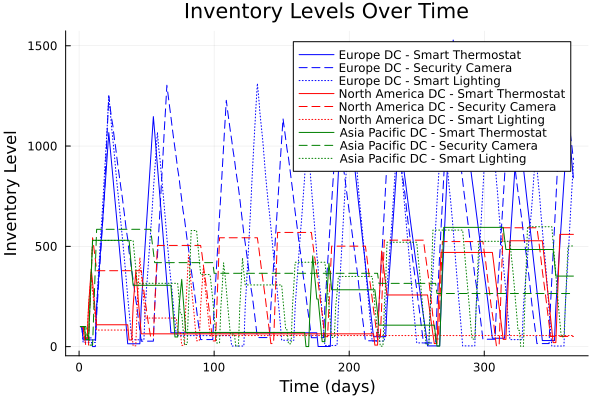 Inventory Levels Over Time
Inventory Level
1500
1000
500
0
Europe DC - Smart Thermostat
Europe DC - Security Camera
Europe DC - Smart Lighting
North America DC - Smart Thermostat
North America DC - Security Camera
North America DC - Smart Lighting
Asia Pacific DC - Smart Thermostat
Asia Pacific DC - Security Camera
Asia Pacific DC - Smart Lighting
0 100 200 300
Time (days)